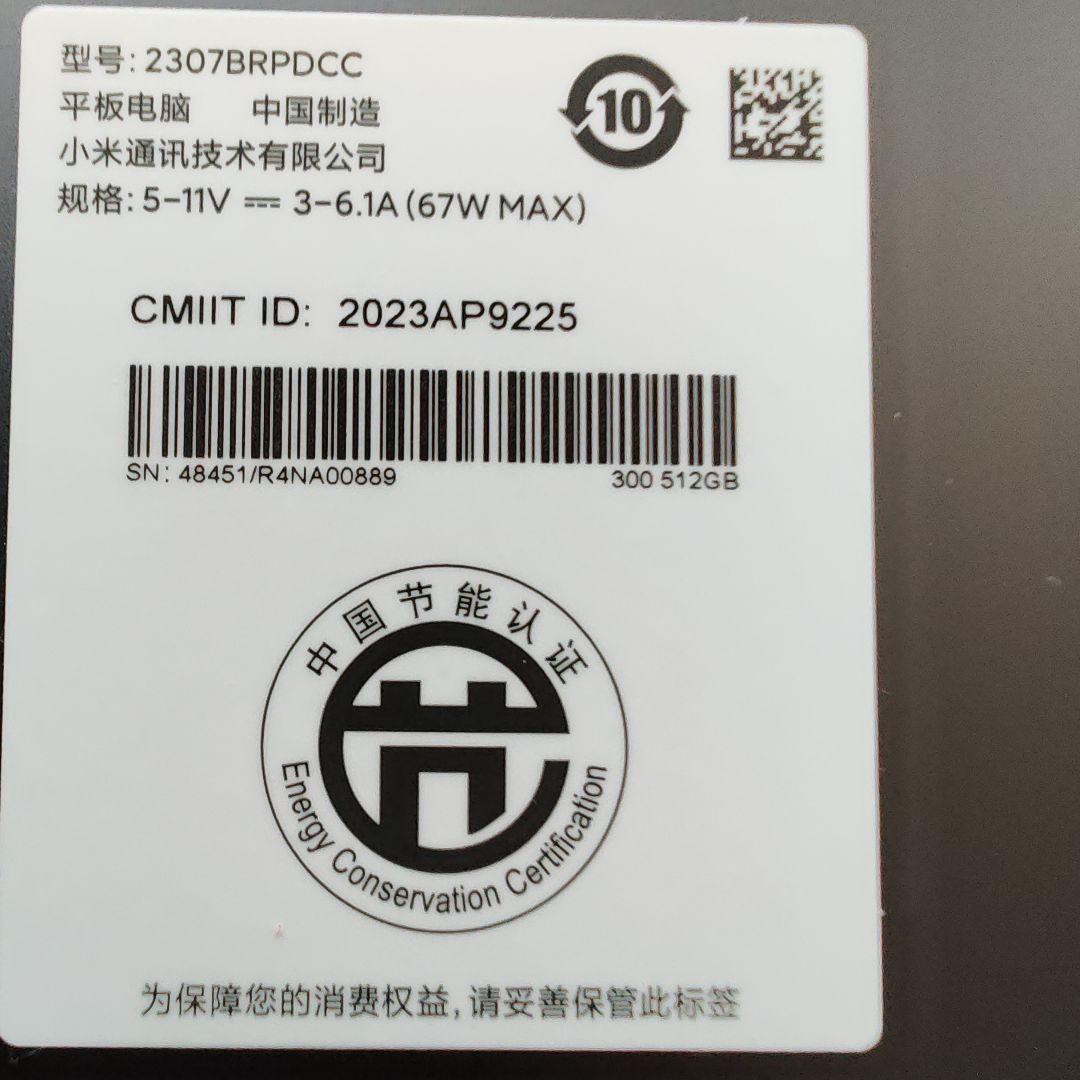 型号: 2307BRPDCC
平板电脑 中国制造
小米通讯技术有限公司
规格: 5-11V ⎓ 3-6.1A (67W MAX)
10
CMIIT ID: 2023AP9225
SN: 48451/R4NA00889 300 512GB
中国节能认证
节
Energy Conservation Certification
为保障您的消费权益,请妥善保管此标签